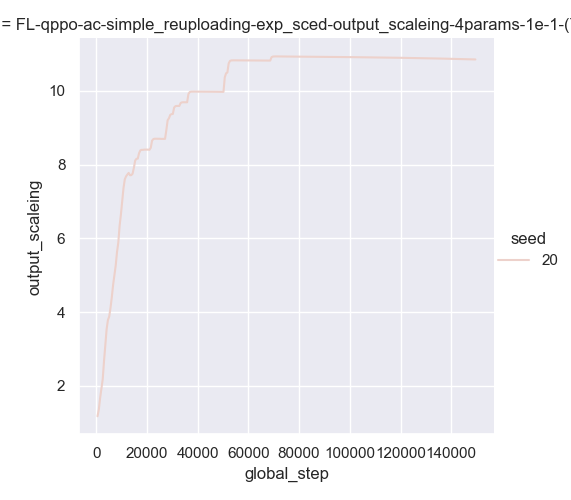 = FL-qppo-ac-simple_reuploading-exp_sced-output_scaleing-4params-1e-1-(
output_scaleing
10
8
6
4
2
seed
20
0 20000 40000 60000 80000 100000 120000 140000
global_step